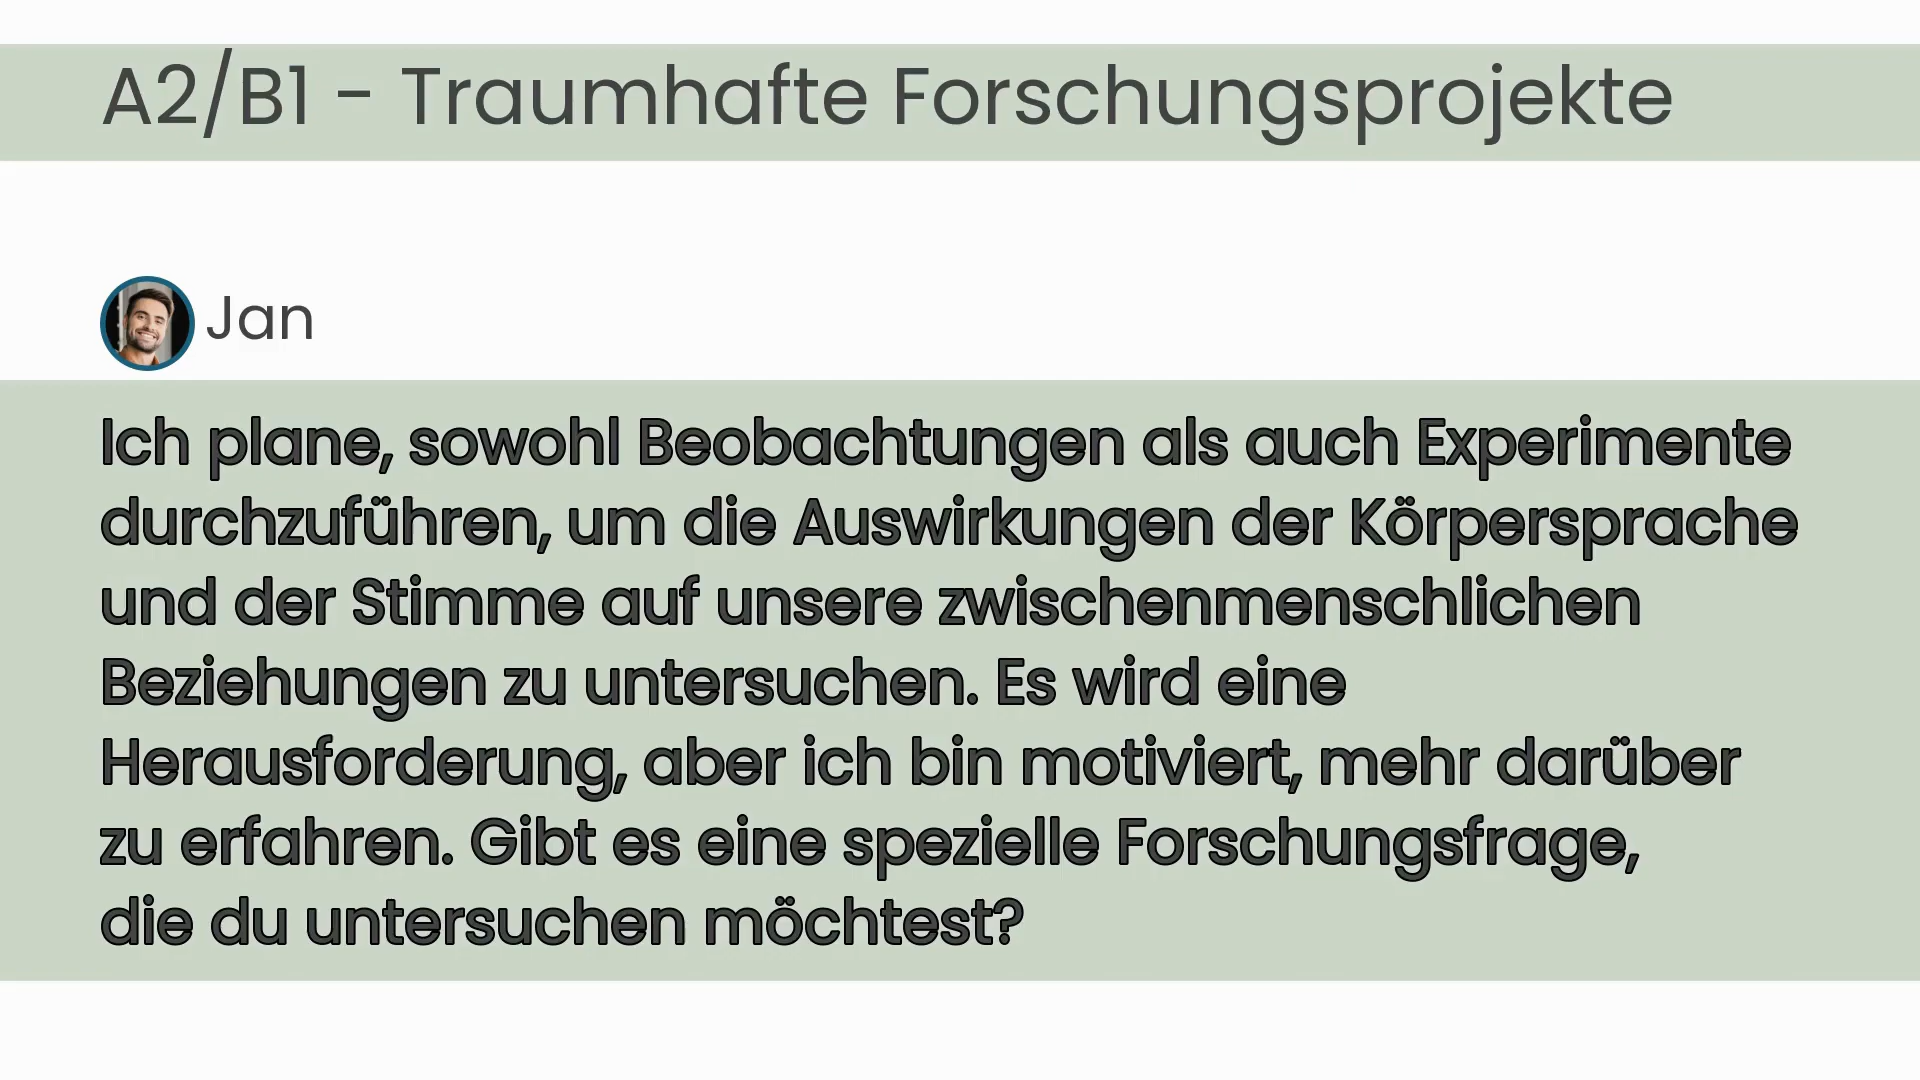 A2/B1 - Traumhafte Forschungsprojekte
Jan
Ich plane, sowohl Beobachtungen als auch Experimente
durchzuführen, um die Auswirkungen der Körpersprache
und der Stimme auf unsere zwischenmenschlichen
Beziehungen zu untersuchen. Es wird eine
Herausforderung, aber ich bin motiviert, mehr darüber
zu erfahren. Gibt es eine spezielle Forschungsfrage,
die du untersuchen möchtest?